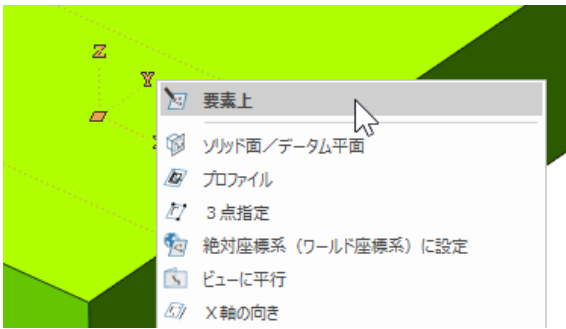 Z
Y
要素上
ソリッド面／データム平面
プロファイル
３点指定
絶対座標系（ワールド座標系）に設定
ビューに平行
X軸の向き